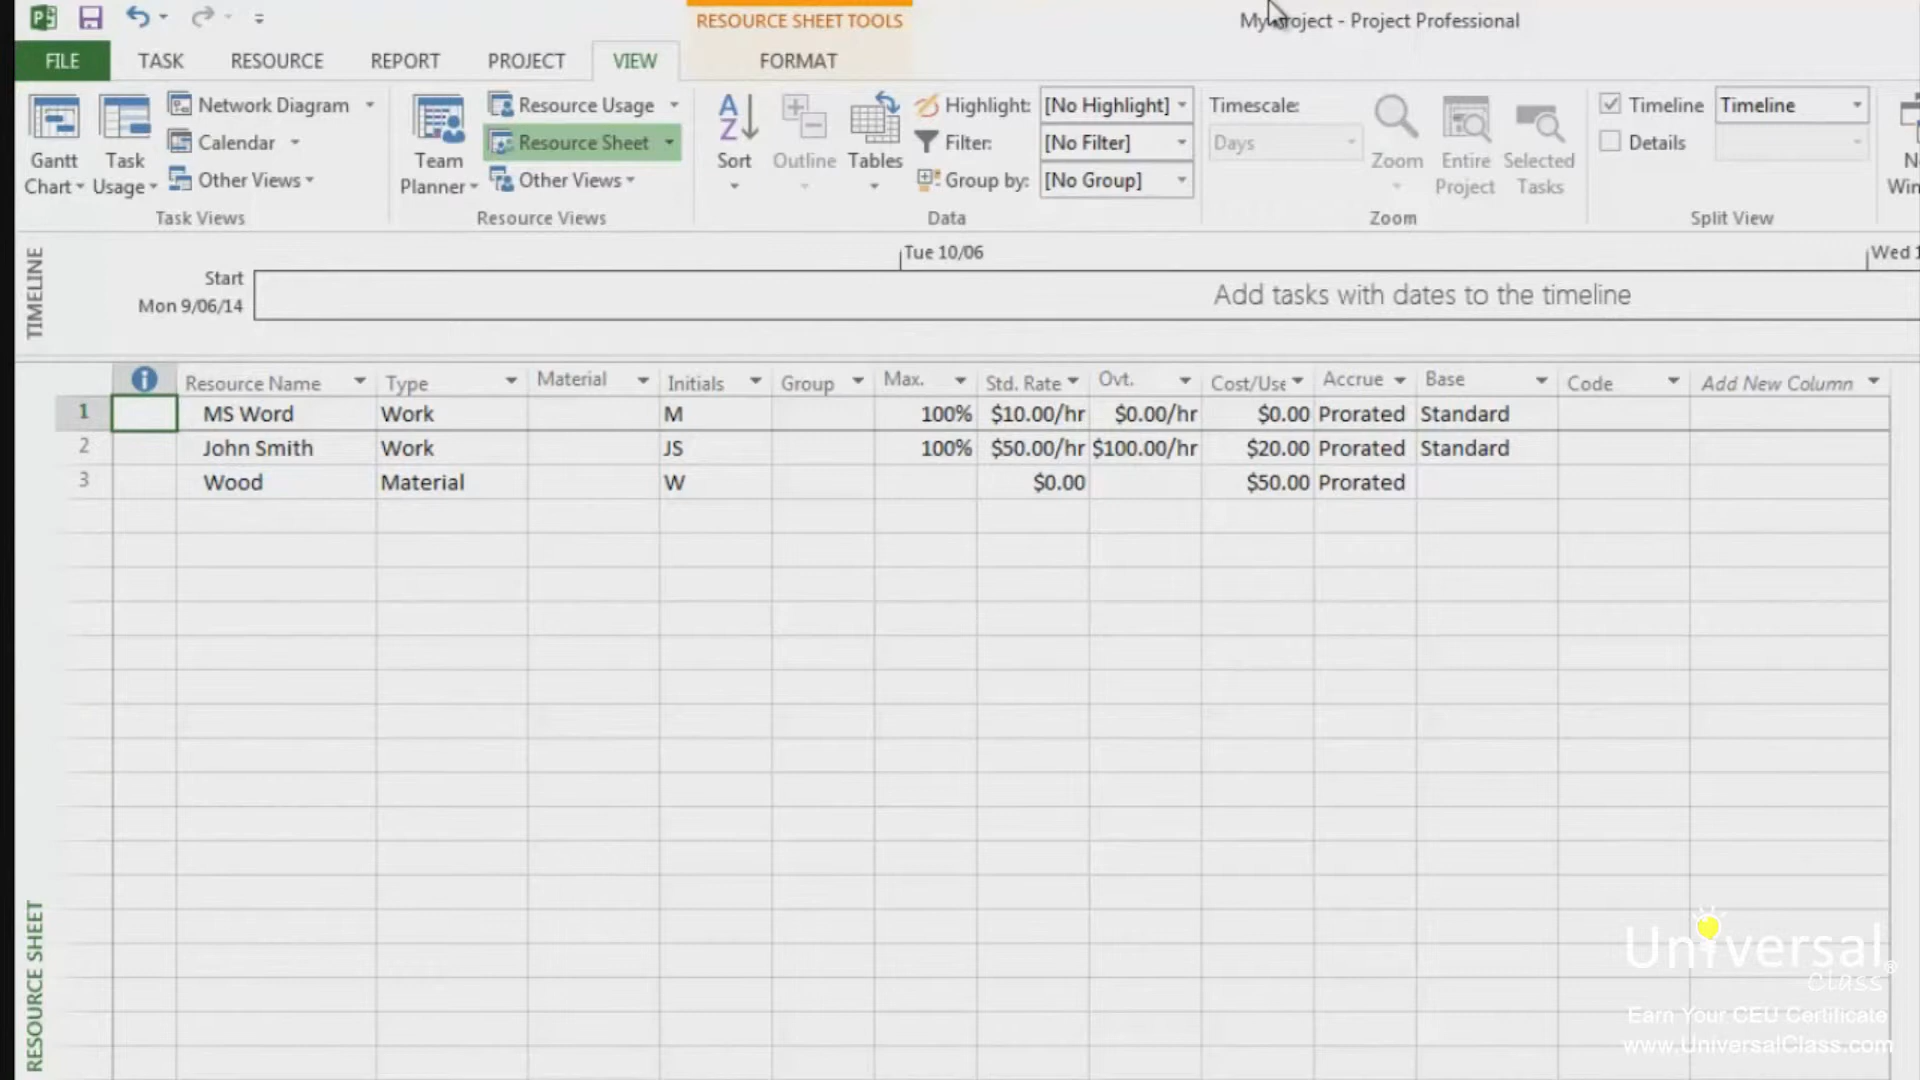 RESOURCE SHEET TOOLS
My Project - Project Professional
FILE TASK RESOURCE REPORT PROJECT VIEW FORMAT
Gantt Chart
Task Usage
Network Diagram
Calendar
Other Views
Task Views
Team Planner
Resource Usage
Resource Sheet
Other Views
Resource Views
Sort
Outline
Tables
Highlight: [No Highlight]
Filter: [No Filter]
Group by: [No Group]
Data
Timescale:
Days
Zoom
Entire Project
Selected Tasks
Zoom
Timeline Timeline
Details
Split View
TIMELINE
Tue 10/06
Start
Mon 9/06/14
Add tasks with dates to the timeline
Resource Name Type Material Initials Group Max. Std. Rate Ovt. Cost/Use Accrue Base Code Add New Column
1 MS Word Work M 100% $10.00/hr $0.00/hr $0.00 Prorated Standard
2 John Smith Work JS 100% $50.00/hr $100.00/hr $20.00 Prorated Standard
3 Wood Material W $0.00 $50.00 Prorated
RESOURCE SHEET
Universal
Class®
Earn Your CEU Certificate
www.UniversalClass.com